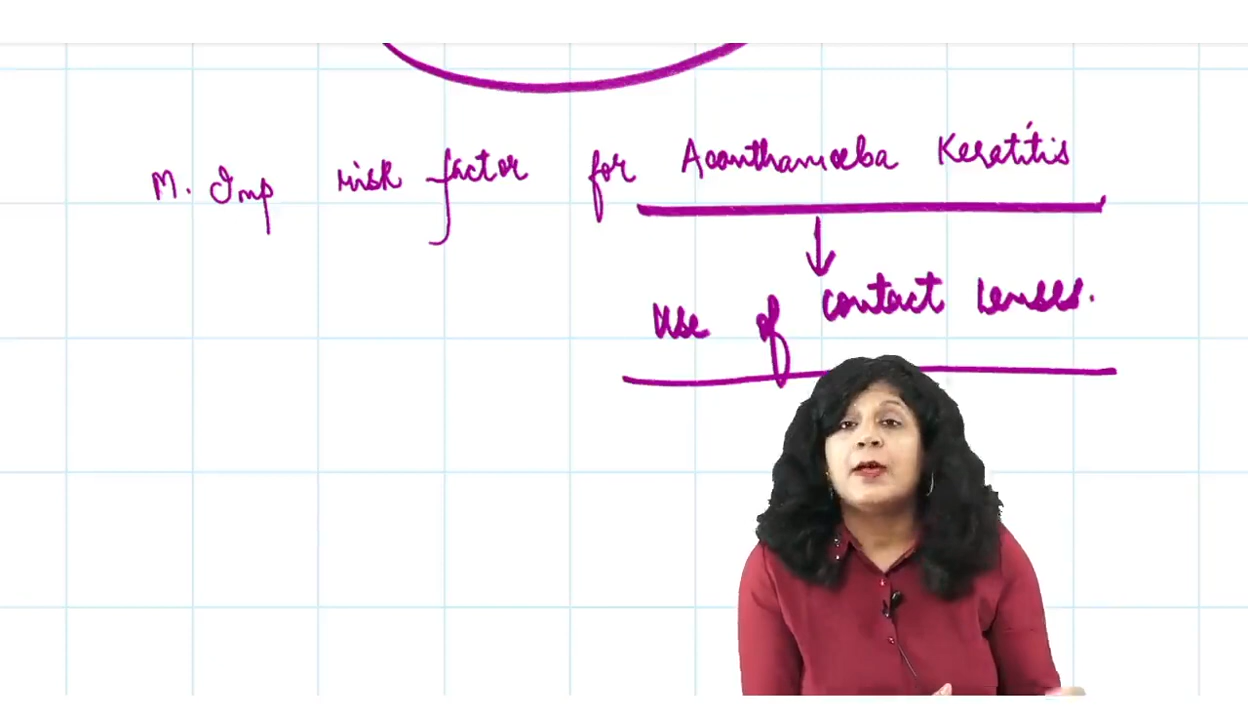 M. Imp risk factor for Acanthamoeba Keratitis
↓
Use of contact lenses.